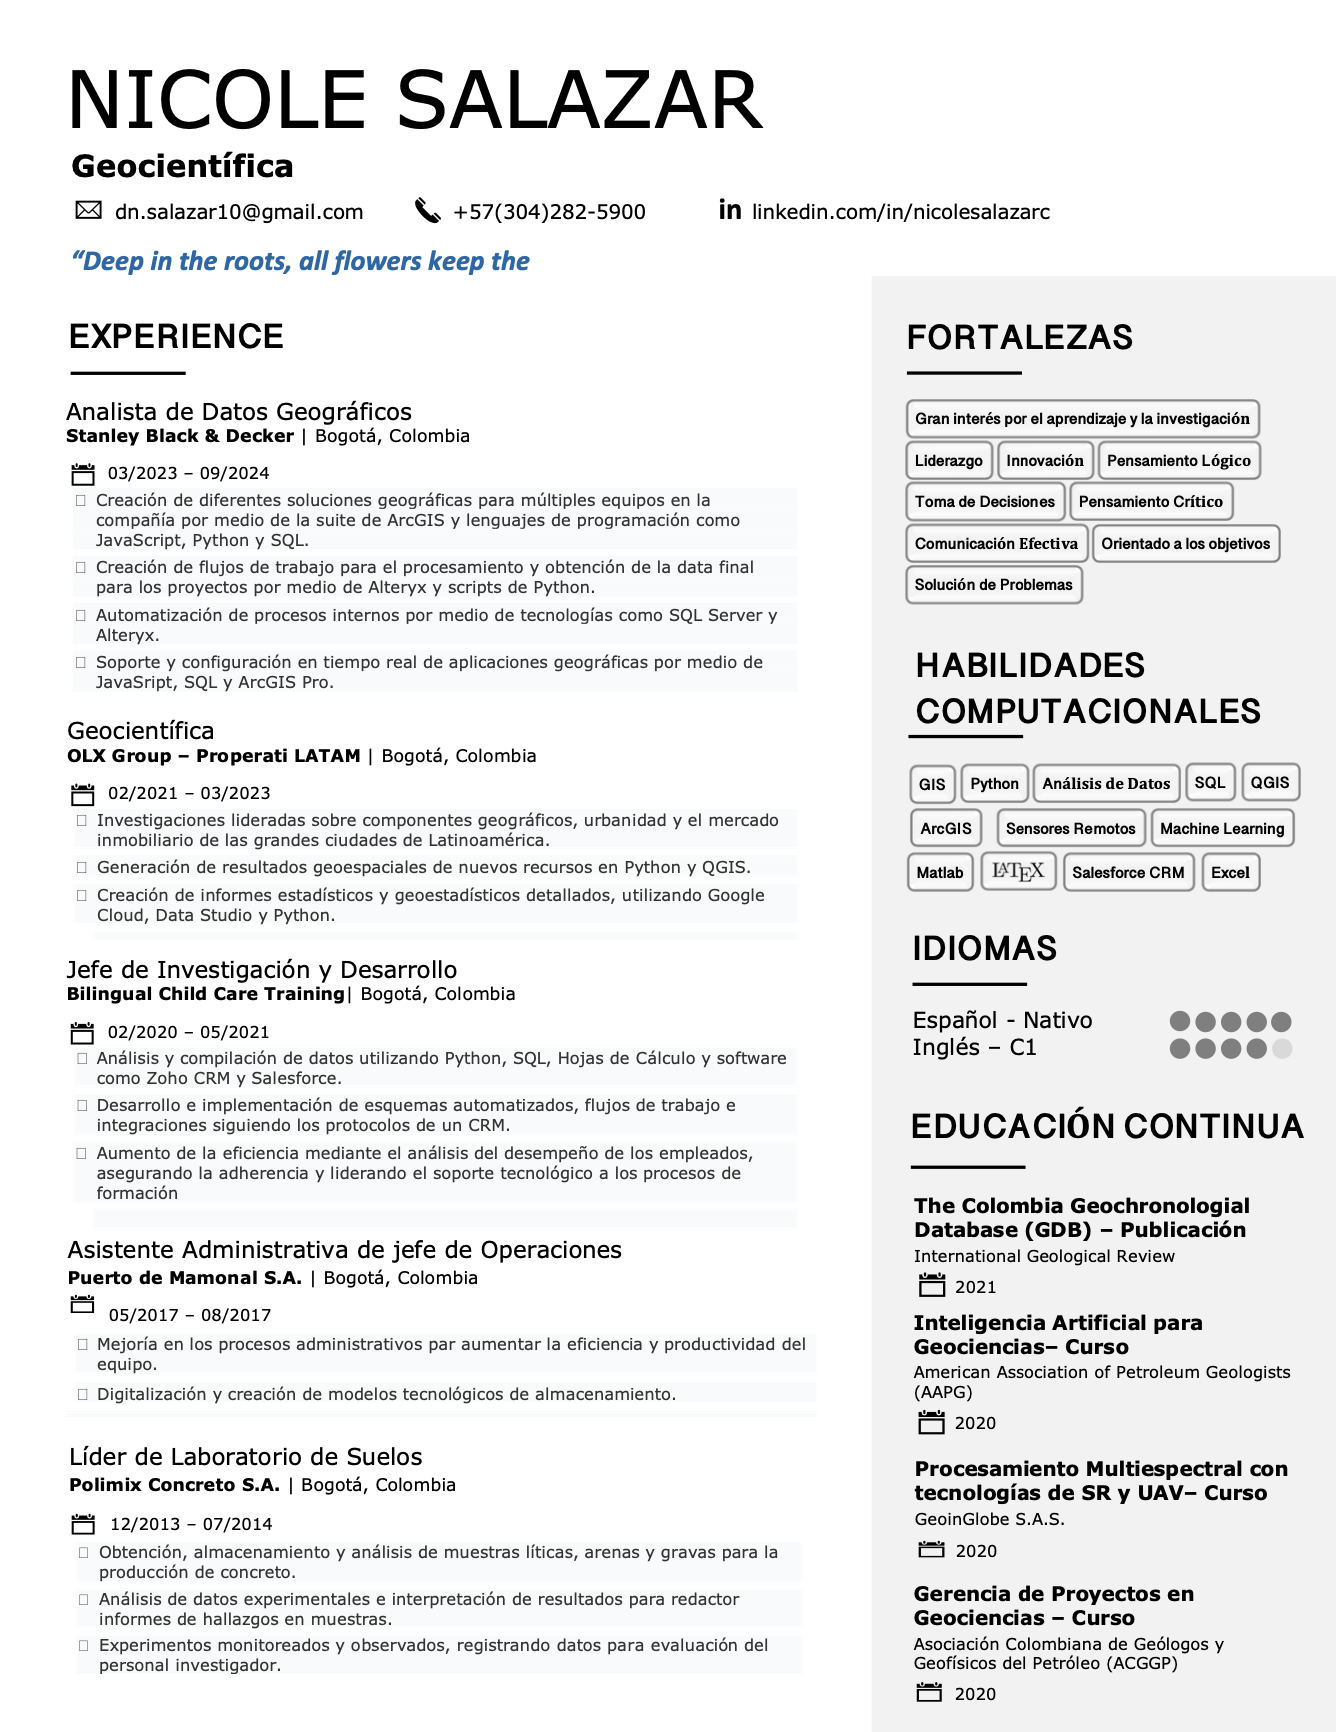 NICOLE SALAZAR
Geocientífica
dn.salazar10@gmail.com
+57(304)282-5900
linkedin.com/in/nicolesalazarc
“Deep in the roots, all flowers keep the
EXPERIENCE
Analista de Datos Geográficos
Stanley Black & Decker | Bogotá, Colombia
03/2023 – 09/2024
Creación de diferentes soluciones geográficas para múltiples equipos en la
compañía por medio de la suite de ArcGIS y lenguajes de programación como
JavaScript, Python y SQL.
Creación de flujos de trabajo para el procesamiento y obtención de la data final
para los proyectos por medio de Alteryx y scripts de Python.
Automatización de procesos internos por medio de tecnologías como SQL Server y
Alteryx.
Soporte y configuración en tiempo real de aplicaciones geográficas por medio de
JavaSript, SQL y ArcGIS Pro.
Geocientífica
OLX Group – Properati LATAM | Bogotá, Colombia
02/2021 – 03/2023
Investigaciones lideradas sobre componentes geográficos, urbanidad y el mercado
inmobiliario de las grandes ciudades de Latinoamérica.
Generación de resultados geoespaciales de nuevos recursos en Python y QGIS.
Creación de informes estadísticos y geoestadísticos detallados, utilizando Google
Cloud, Data Studio y Python.
Jefe de Investigación y Desarrollo
Bilingual Child Care Training| Bogotá, Colombia
02/2020 – 05/2021
Análisis y compilación de datos utilizando Python, SQL, Hojas de Cálculo y software
como Zoho CRM y Salesforce.
Desarrollo e implementación de esquemas automatizados, flujos de trabajo e
integraciones siguiendo los protocolos de un CRM.
Aumento de la eficiencia mediante el análisis del desempeño de los empleados,
asegurando la adherencia y liderando el soporte tecnológico a los procesos de
formación
Asistente Administrativa de jefe de Operaciones
Puerto de Mamonal S.A. | Bogotá, Colombia
05/2017 – 08/2017
Mejoría en los procesos administrativos par aumentar la eficiencia y productividad del
equipo.
Digitalización y creación de modelos tecnológicos de almacenamiento.
Líder de Laboratorio de Suelos
Polimix Concreto S.A. | Bogotá, Colombia
12/2013 – 07/2014
Obtención, almacenamiento y análisis de muestras líticas, arenas y gravas para la
producción de concreto.
Análisis de datos experimentales e interpretación de resultados para redactor
informes de hallazgos en muestras.
Experimentos monitoreados y observados, registrando datos para evaluación del
personal investigador.
FORTALEZAS
Gran interés por el aprendizaje y la investigación
Liderazgo Innovación Pensamiento Lógico
Toma de Decisiones Pensamiento Crítico
Comunicación Efectiva Orientado a los objetivos
Solución de Problemas
HABILIDADES
COMPUTACIONALES
GIS Python Análisis de Datos SQL QGIS
ArcGIS Sensores Remotos Machine Learning
Matlab LATEX Salesforce CRM Excel
IDIOMAS
Español - Nativo
Inglés – C1
EDUCACIÓN CONTINUA
The Colombia Geochronologial
Database (GDB) – Publicación
International Geological Review
2021
Inteligencia Artificial para
Geociencias– Curso
American Association of Petroleum Geologists
(AAPG)
2020
Procesamiento Multiespectral con
tecnologías de SR y UAV– Curso
GeoinGlobe S.A.S.
2020
Gerencia de Proyectos en
Geociencias – Curso
Asociación Colombiana de Geólogos y
Geofísicos del Petróleo (ACGGP)
2020